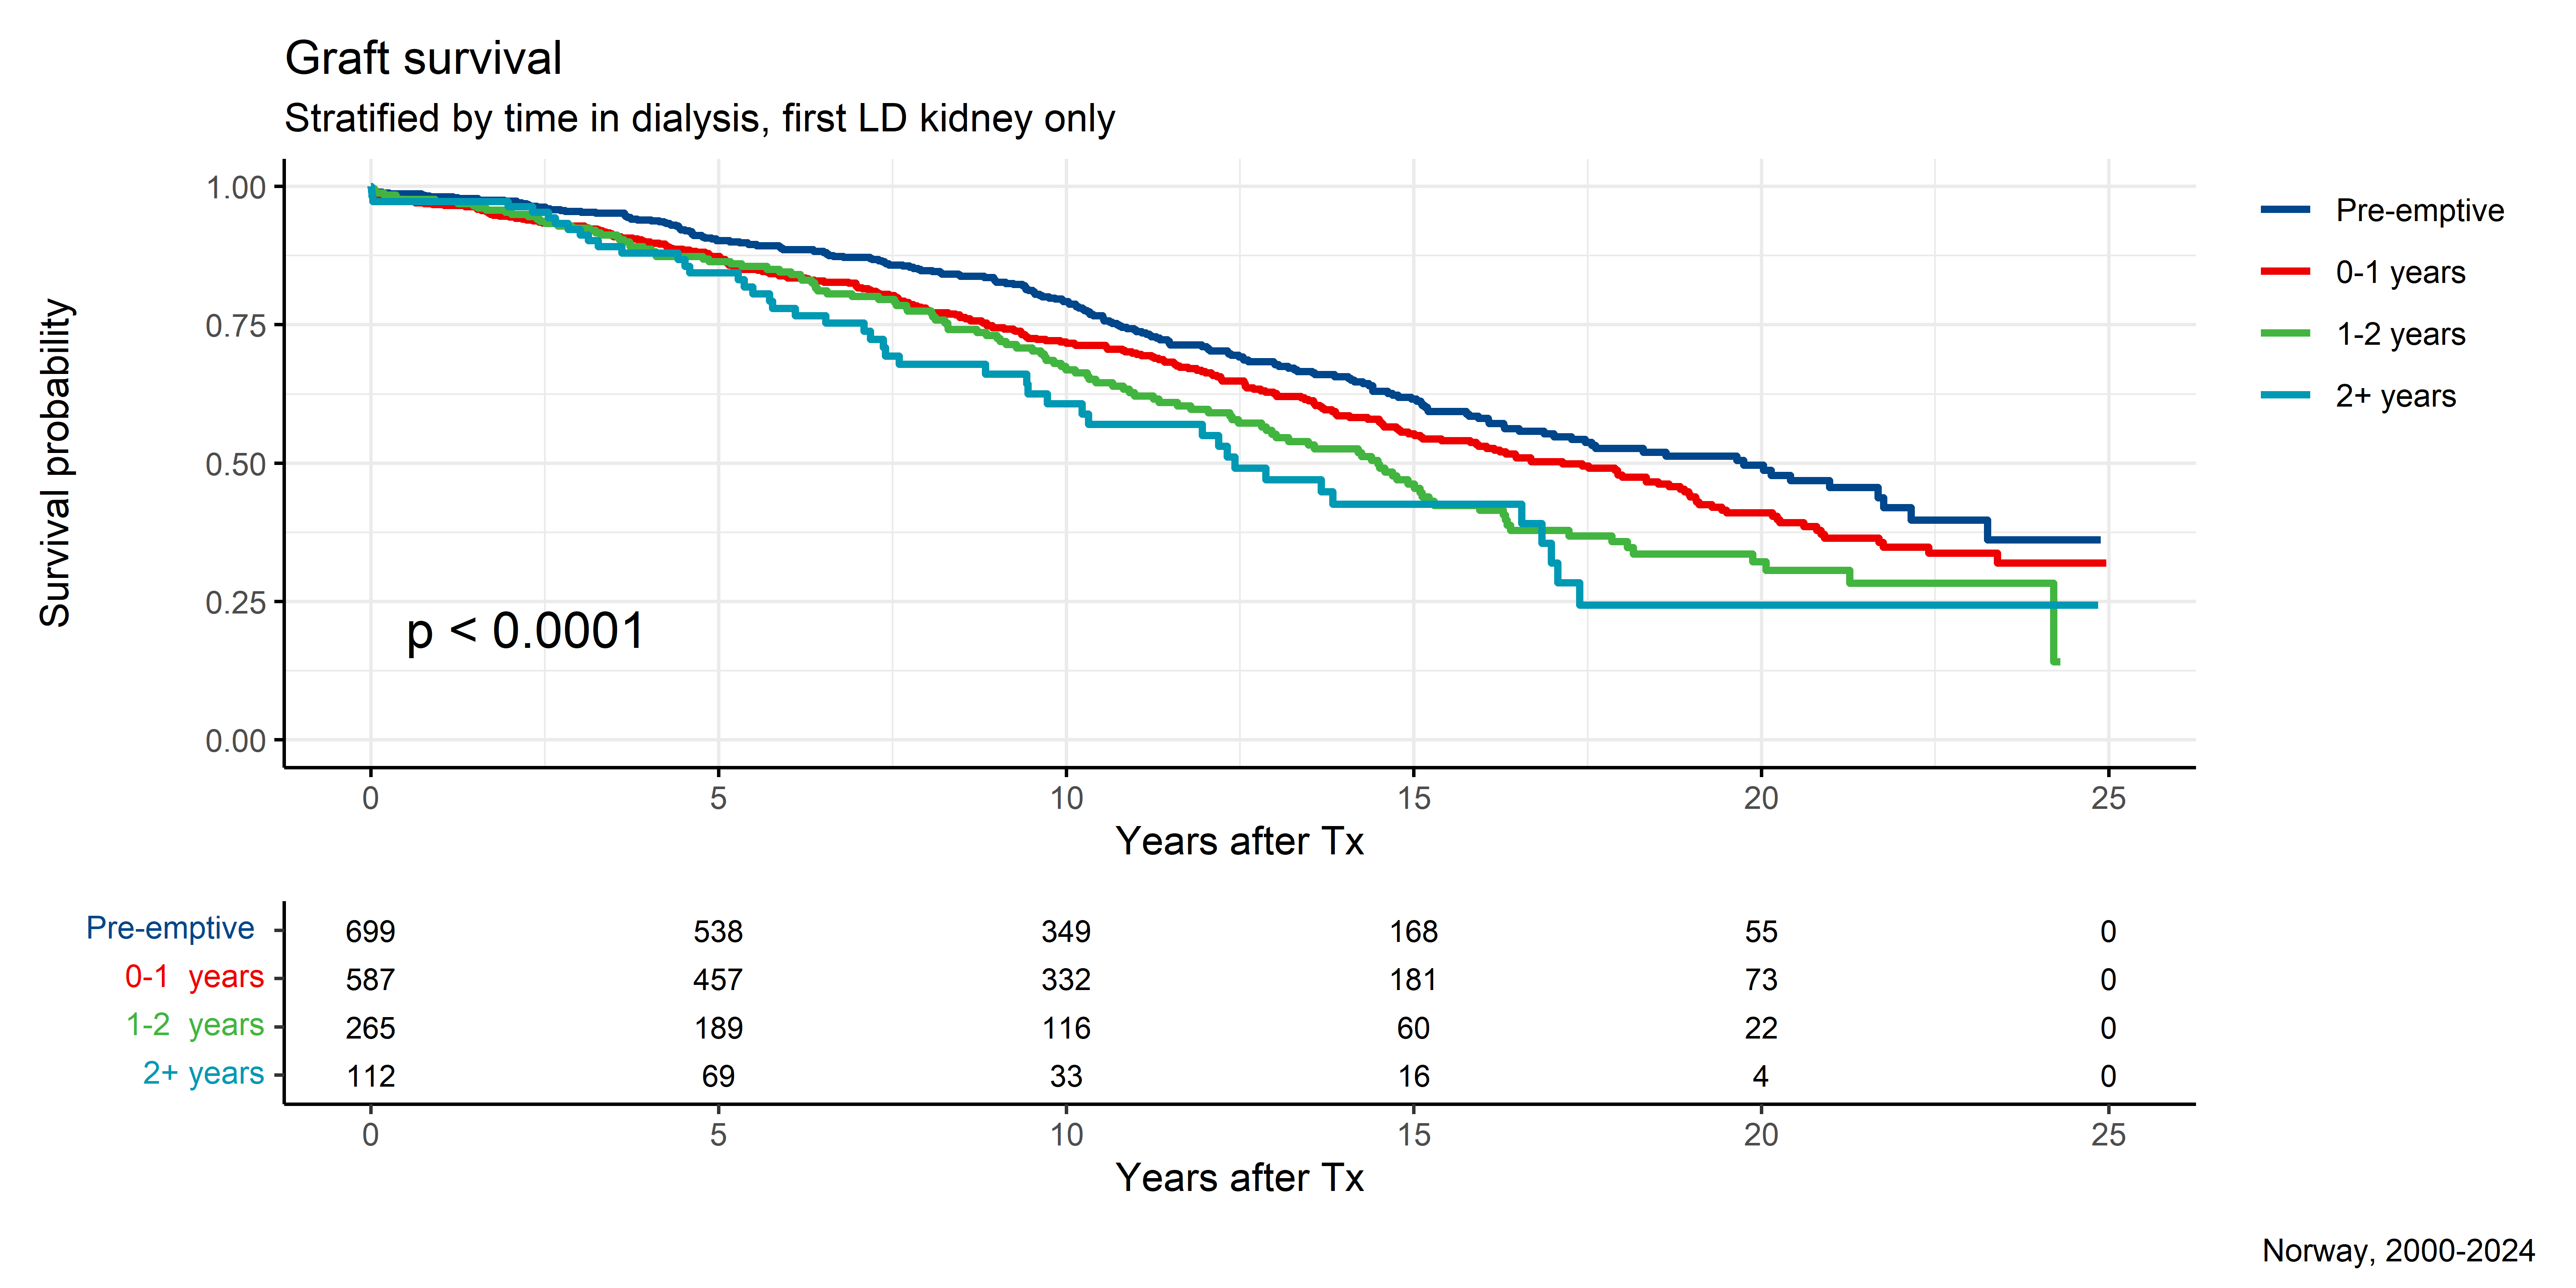 Graft survival
Stratified by time in dialysis, first LD kidney only
Survival probability
1.00
0.75
0.50
0.25
0.00
p < 0.0001
Pre-emptive
0-1 years
1-2 years
2+ years
0 5 10 15 20 25
Years after Tx
Pre-emptive 699 538 349 168 55 0
0-1 years 587 457 332 181 73 0
1-2 years 265 189 116 60 22 0
2+ years 112 69 33 16 4 0
0 5 10 15 20 25
Years after Tx
Norway, 2000-2024